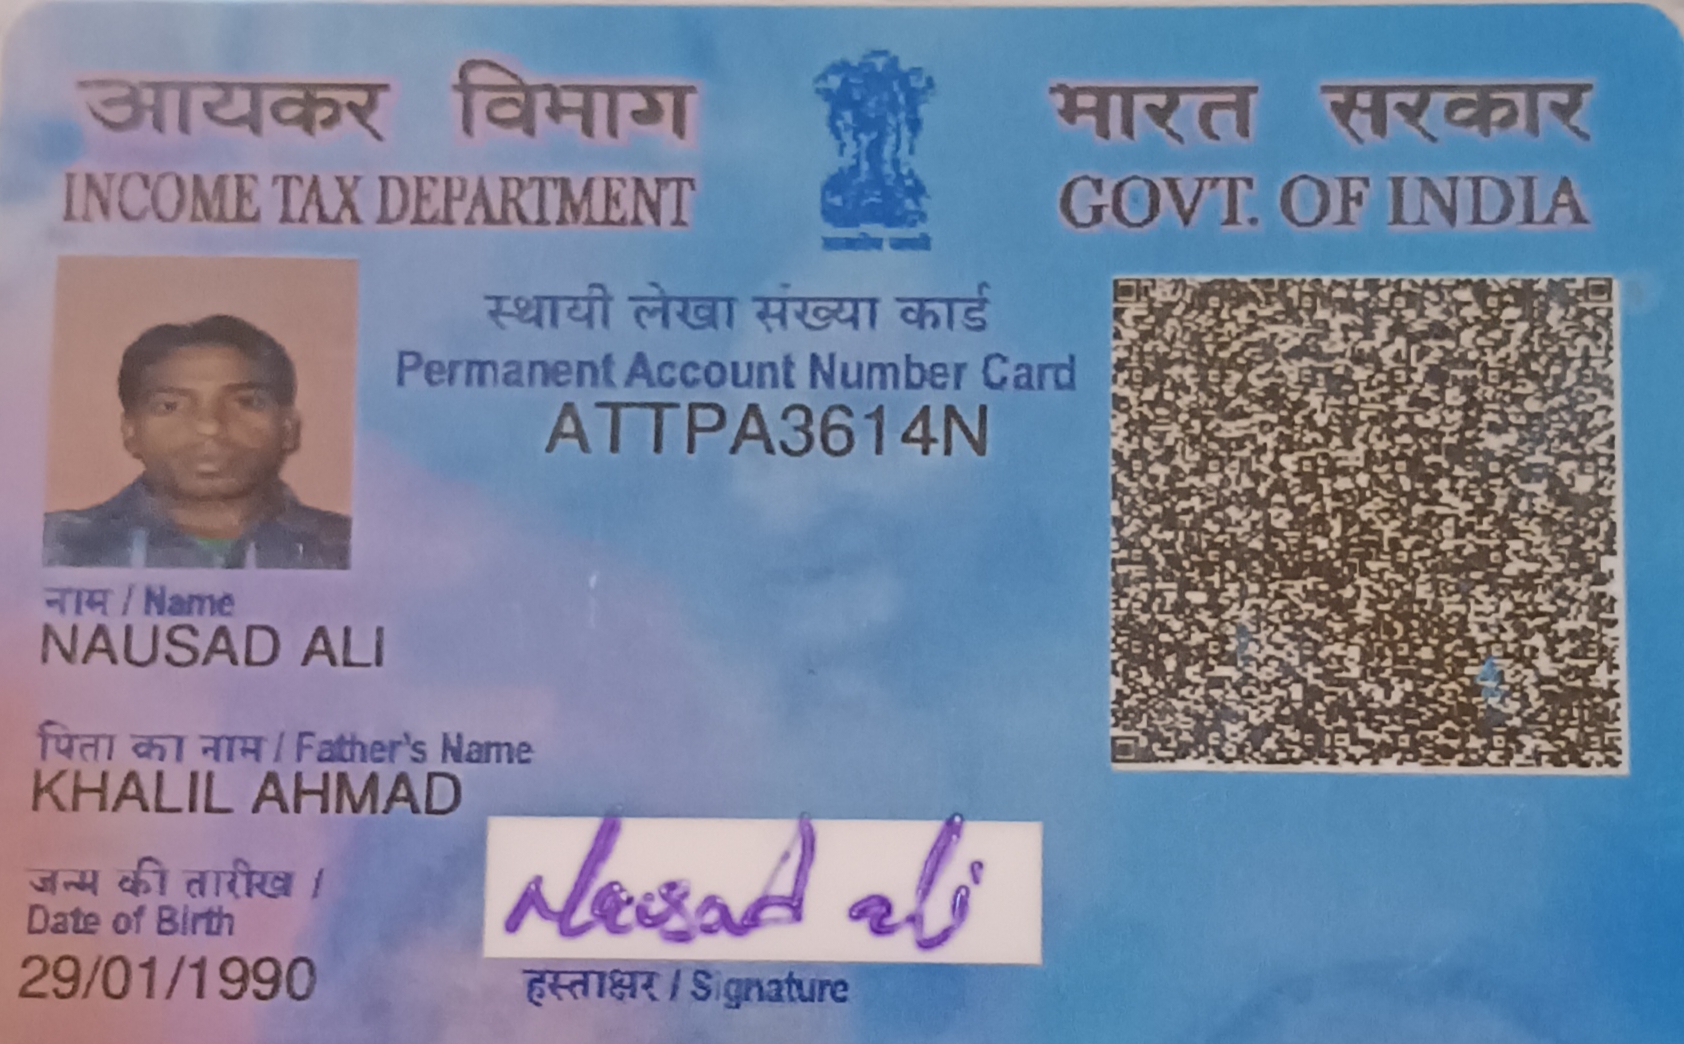 आयकर विभाग
INCOME TAX DEPARTMENT
भारत सरकार
GOVT. OF INDIA
स्थायी लेखा संख्या कार्ड
Permanent Account Number Card
ATTPA3614N
नाम / Name
NAUSAD ALI
पिता का नाम / Father's Name
KHALIL AHMAD
जन्म की तारीख /
Date of Birth
29/01/1990
Nausad ali
हस्ताक्षर / Signature